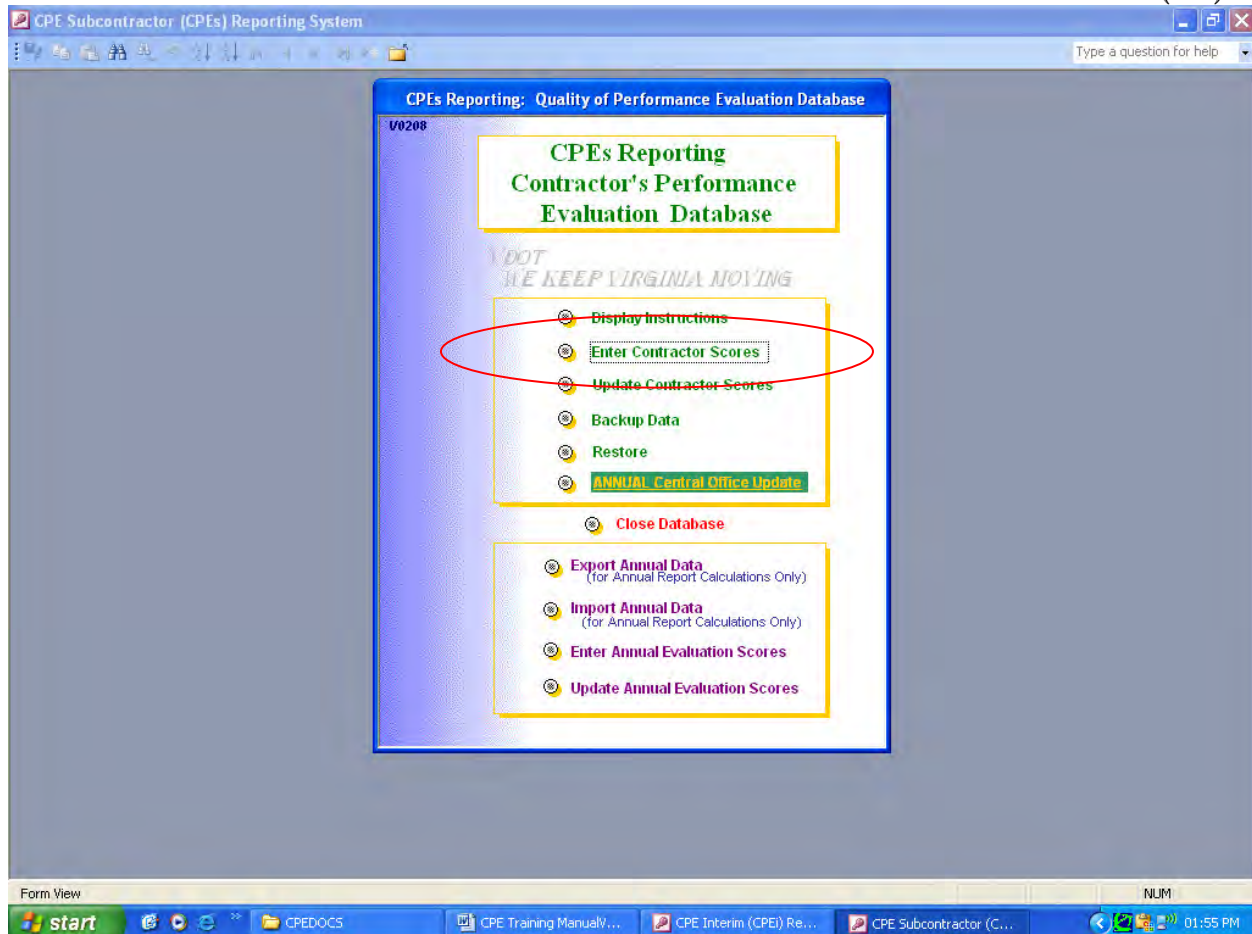 CPE Subcontractor (CPEs) Reporting System
Type a question for help
CPEs Reporting: Quality of Performance Evaluation Database
V0208
CPEs Reporting
Contractor's Performance
Evaluation Database
VDOT
WE KEEP VIRGINIA MOVING
Display Instructions
Enter Contractor Scores
Update Contractor Scores
Backup Data
Restore
ANNUAL Central Office Update
Close Database
Export Annual Data
(for Annual Report Calculations Only)
Import Annual Data
(for Annual Report Calculations Only)
Enter Annual Evaluation Scores
Update Annual Evaluation Scores
Form View
NUM
start
CPEDOCS
CPE Training ManualV...
CPE Interim (CPEi) Re...
CPE Subcontractor (C...
01:55 PM